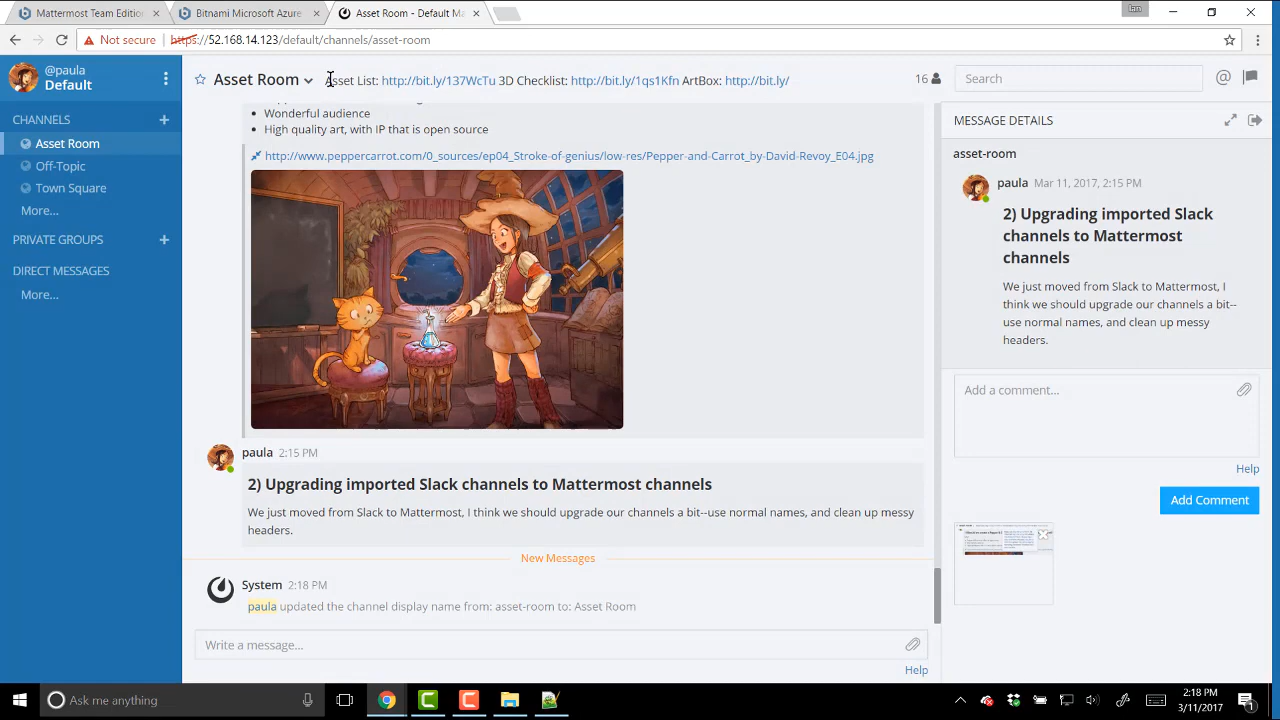 Mattermost Team Edition
Bitnami Microsoft Azure
Asset Room - Default Ma
Ian
Not secure
https://52.168.14.123/default/channels/asset-room
@paula
Default
Asset Room
Asset List: http://bit.ly/137WcTu 3D Checklist: http://bit.ly/1qs1Kfn ArtBox: http://bit.ly/
16
Search
@
CHANNELS
Asset Room
Off-Topic
Town Square
More...
PRIVATE GROUPS
DIRECT MESSAGES
More...
Wonderful audience
High quality art, with IP that is open source
http://www.peppercarrot.com/0_sources/ep04_Stroke-of-genius/low-res/Pepper-and-Carrot_by-David-Revoy_E04.jpg
paula 2:15 PM
2) Upgrading imported Slack channels to Mattermost channels
We just moved from Slack to Mattermost, I think we should upgrade our channels a bit--use normal names, and clean up messy
headers.
New Messages
System 2:18 PM
paula updated the channel display name from: asset-room to: Asset Room
Write a message...
Help
MESSAGE DETAILS
asset-room
paula Mar 11, 2017, 2:15 PM
2) Upgrading imported Slack
channels to Mattermost
channels
We just moved from Slack to Mattermost, I
think we should upgrade our channels a bit--
use normal names, and clean up messy
headers.
Add a comment...
Help
Add Comment
Ask me anything
2:18 PM
3/11/2017
1